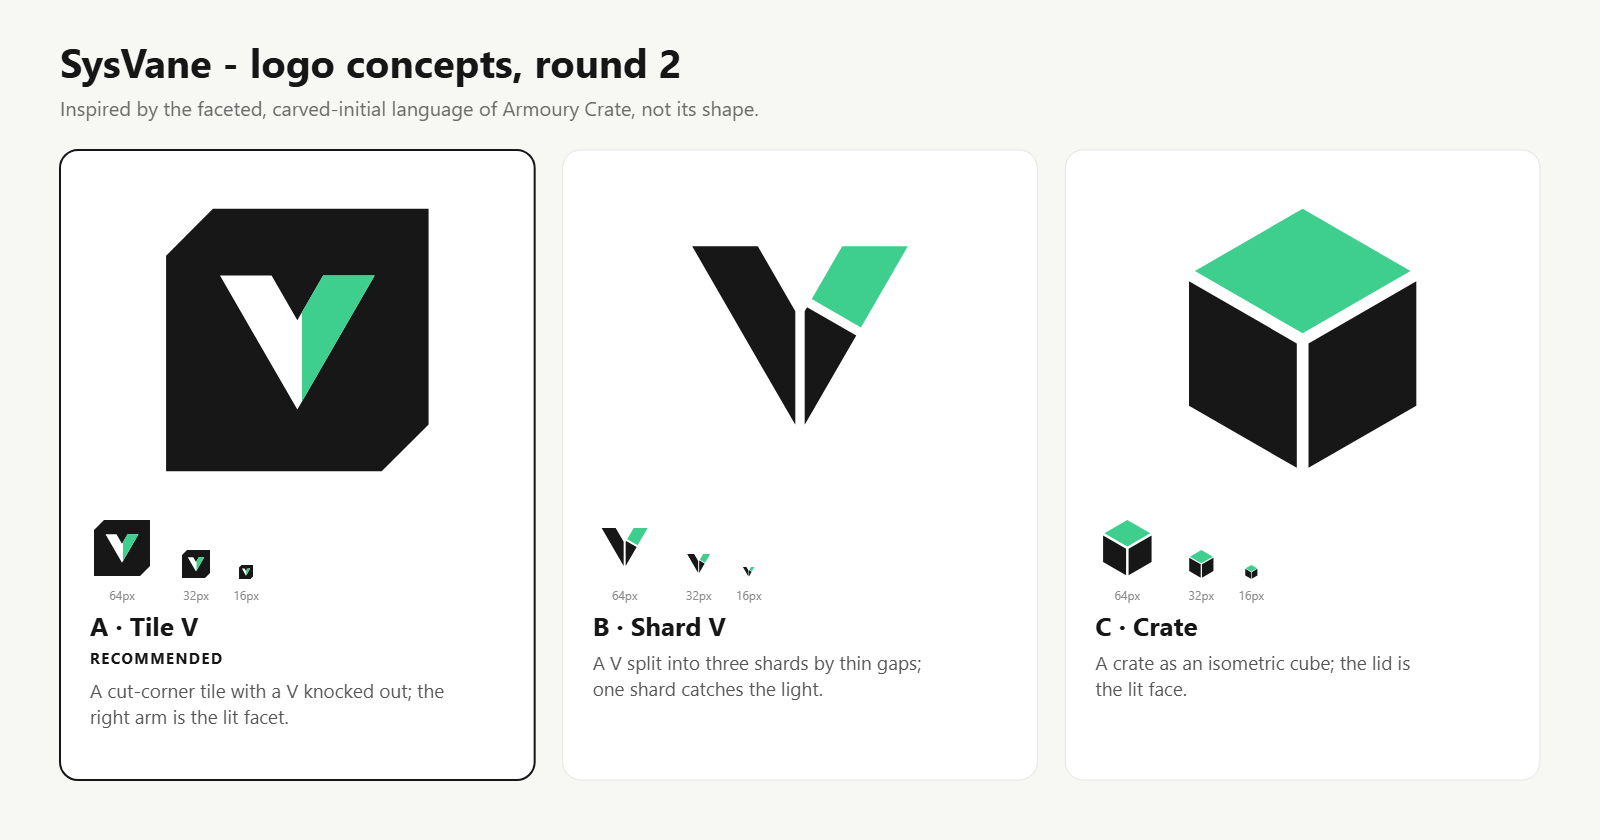 SysVane - logo concepts, round 2
Inspired by the faceted, carved-initial language of Armoury Crate, not its shape.
64px 32px 16px
A · Tile V
RECOMMENDED
A cut-corner tile with a V knocked out; the
right arm is the lit facet.
64px 32px 16px
B · Shard V
A V split into three shards by thin gaps;
one shard catches the light.
64px 32px 16px
C · Crate
A crate as an isometric cube; the lid is
the lit face.